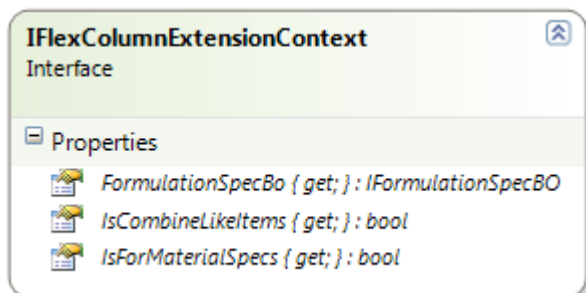 IFlexColumnExtensionContext
Interface
Properties
FormulationSpecBo { get; } : IFormulationSpecBO
IsCombineLikeItems { get; } : bool
IsForMaterialSpecs { get; } : bool